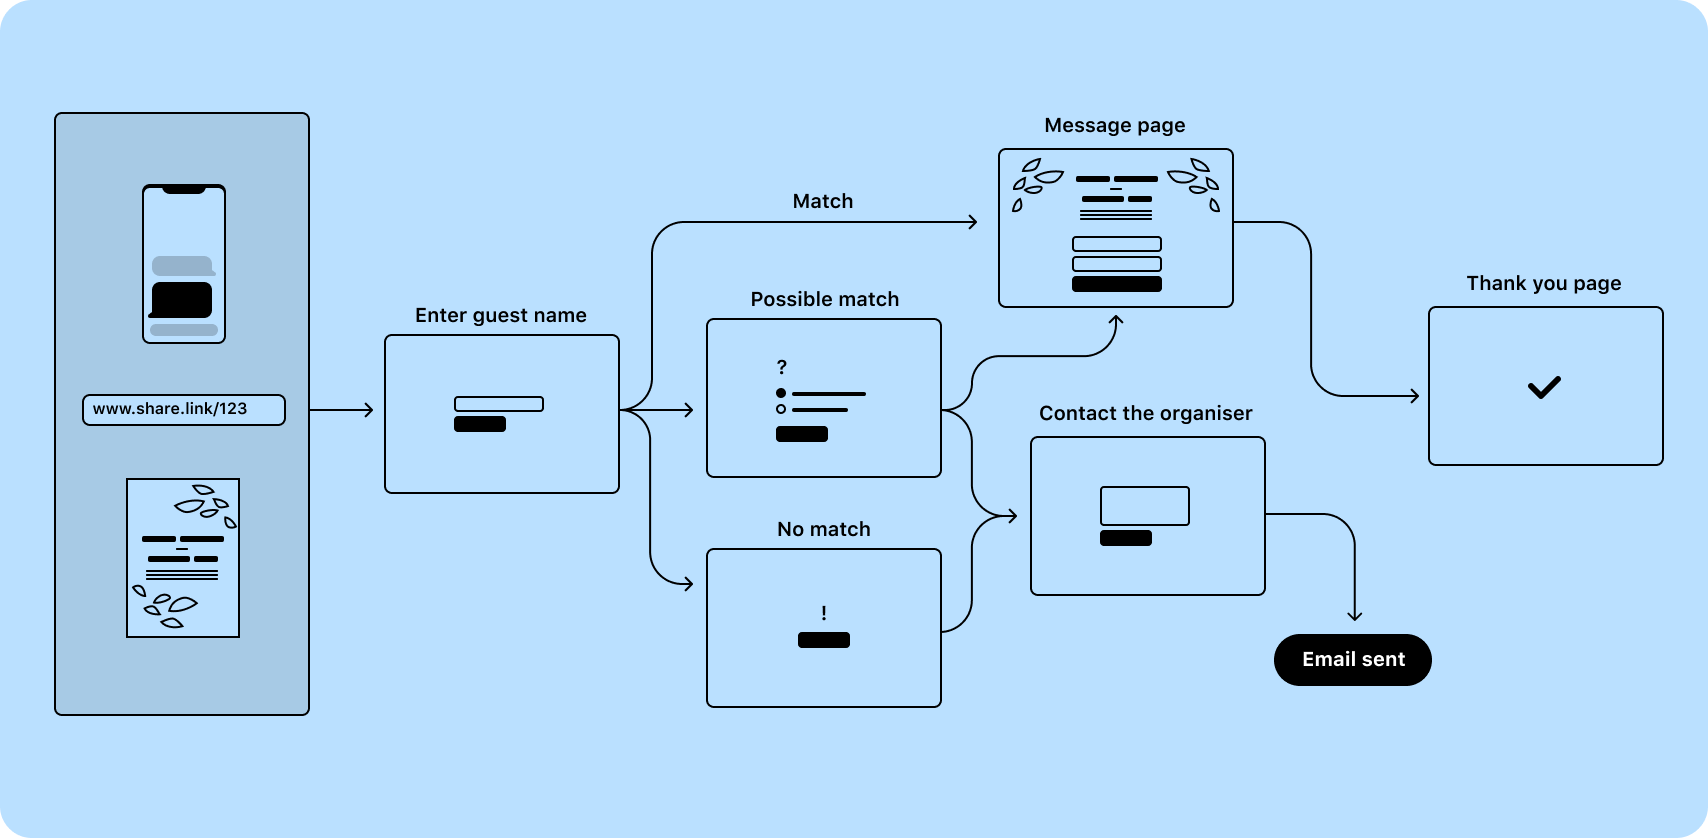 www.share.link/123
Enter guest name
Match
Possible match
?
No match
!
Message page
Contact the organiser
Thank you page
Email sent